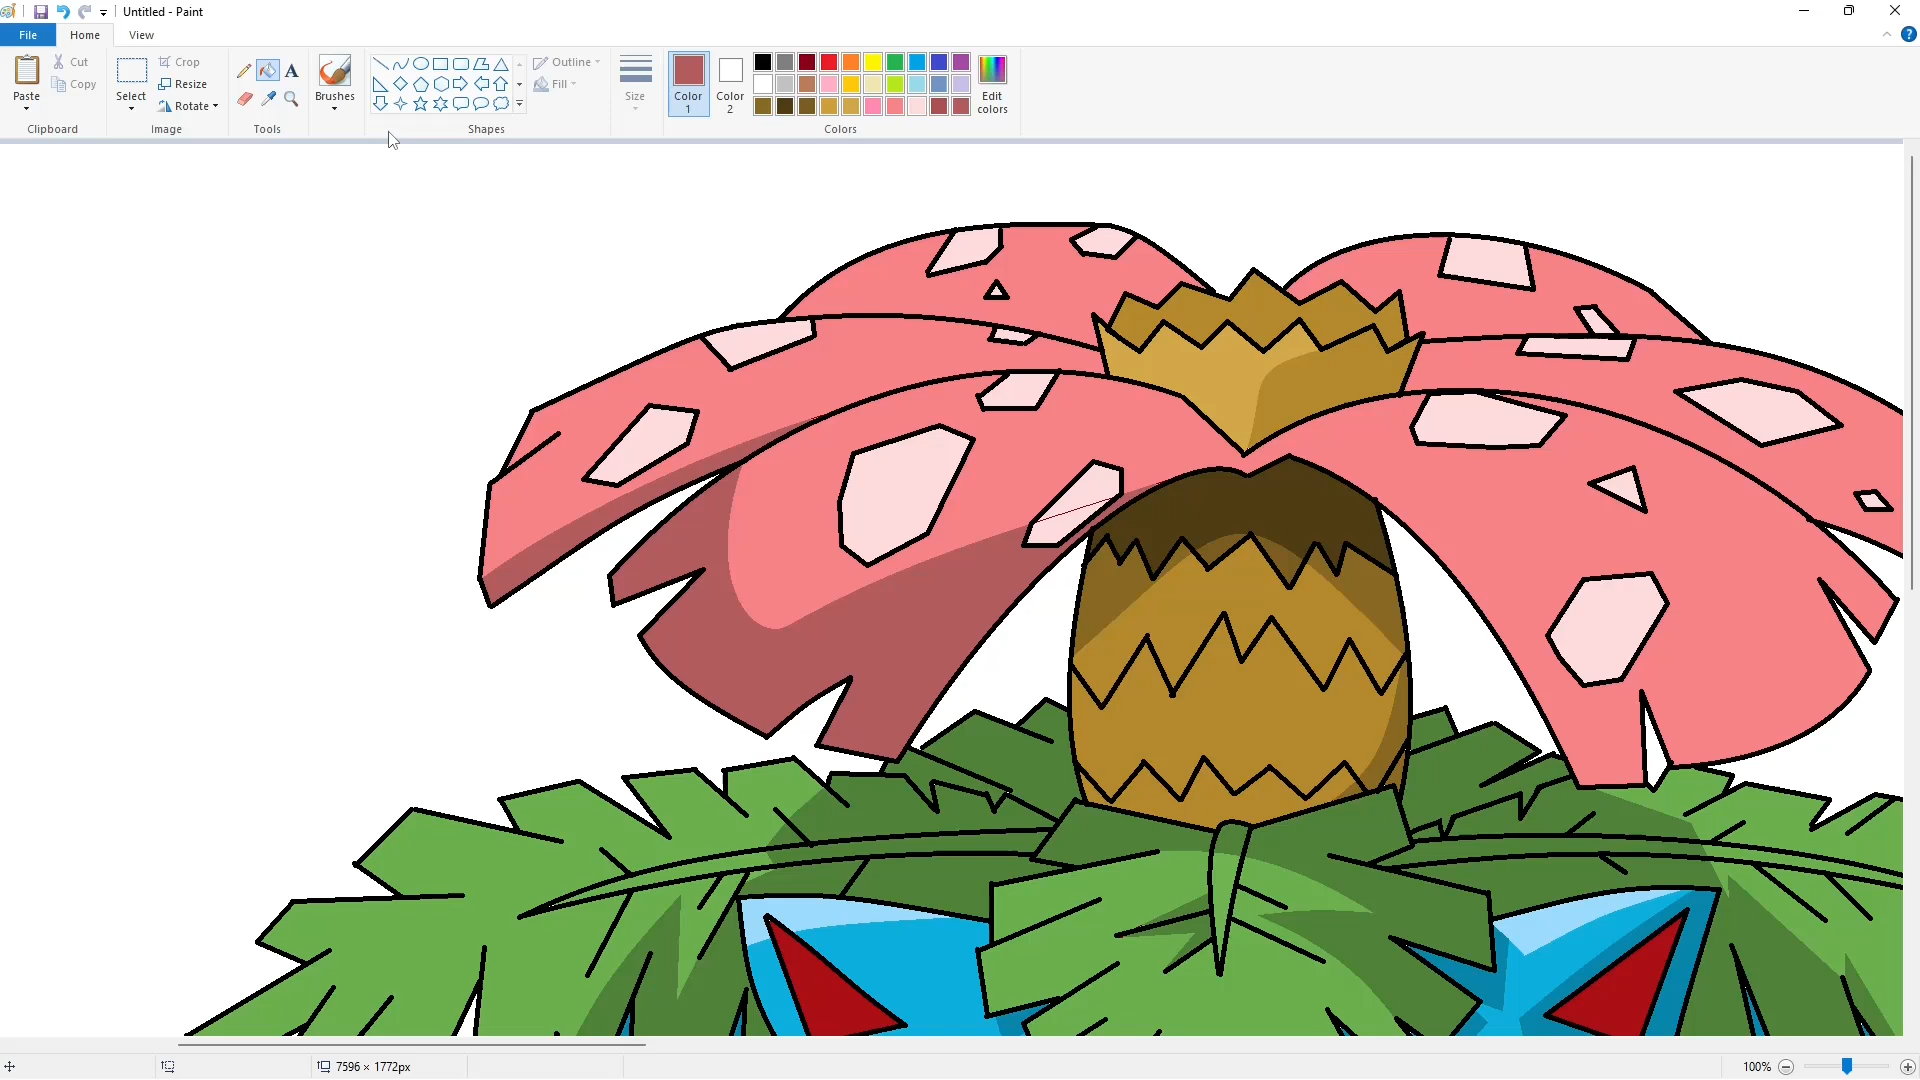 Untitled - Paint
File Home View
Paste
Cut
Copy
Clipboard
Select
Crop
Resize
Rotate
Image
A
Tools
Brushes
Shapes
Outline
Fill
Size
Color 1
Color 2
Edit colors
Colors
7596 × 1772px
100%